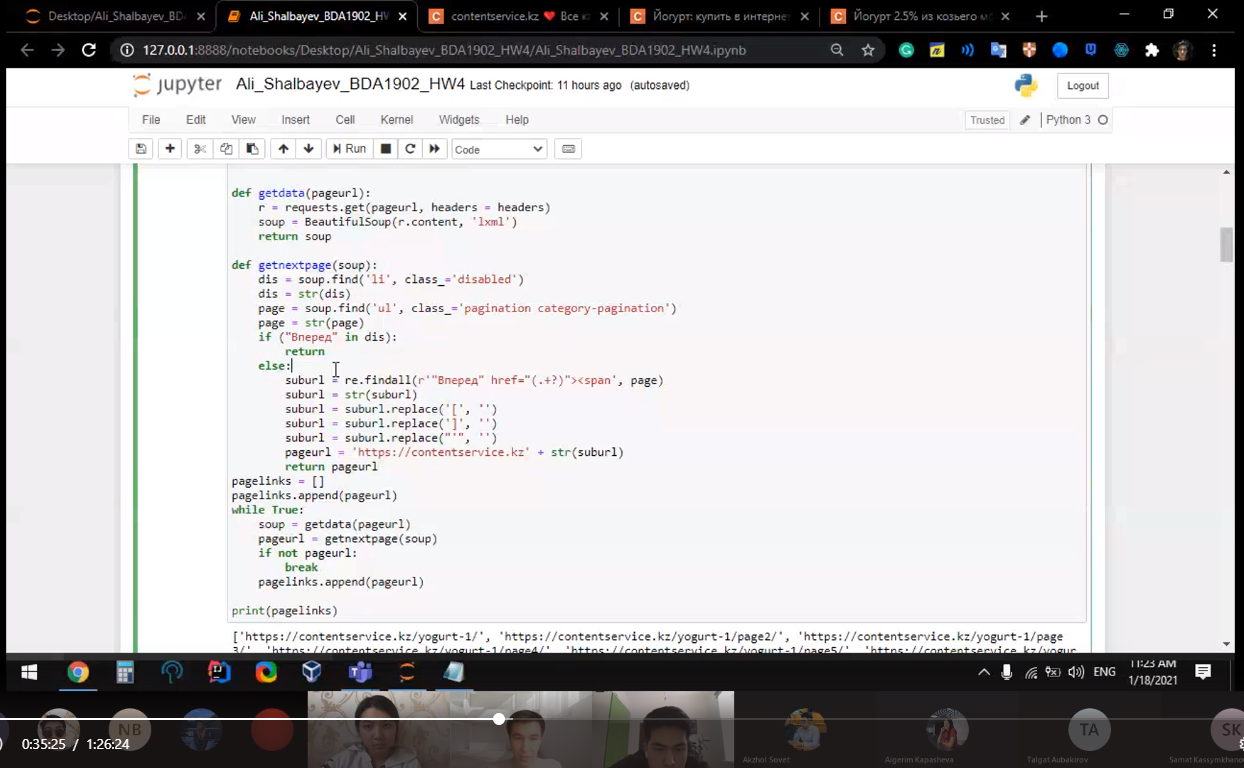 Desktop/Ali_Shalbayev_BDA
Ali_Shalbayev_BDA1902_HW
contentservice.kz ❤ Все к
Йогурт: купить в интернет
Йогурт 2.5% из козьего м
127.0.0.1:8888/notebooks/Desktop/Ali_Shalbayev_BDA1902_HW4/Ali_Shalbayev_BDA1902_HW4.ipynb
jupyter Ali_Shalbayev_BDA1902_HW4 Last Checkpoint: 11 hours ago (autosaved) Logout
File Edit View Insert Cell Kernel Widgets Help Trusted Python 3
Run Code
def getdata(pageurl):
    r = requests.get(pageurl, headers = headers)
    soup = BeautifulSoup(r.content, 'lxml')
    return soup
def getnextpage(soup):
    dis = soup.find('li', class_='disabled')
    dis = str(dis)
    page = soup.find('ul', class_='pagination category-pagination')
    page = str(page)
    if ("Вперед" in dis):
        return
    else:
        suburl = re.findall(r'"Вперед" href="(.+?)"><span', page)
        suburl = str(suburl)
        suburl = suburl.replace('[', '')
        suburl = suburl.replace(']', '')
        suburl = suburl.replace("'", '')
        pageurl = 'https://contentservice.kz' + str(suburl)
        return pageurl
pagelinks = []
pagelinks.append(pageurl)
while True:
    soup = getdata(pageurl)
    pageurl = getnextpage(soup)
    if not pageurl:
        break
    pagelinks.append(pageurl)
print(pagelinks)
['https://contentservice.kz/yogurt-1/', 'https://contentservice.kz/yogurt-1/page2/', 'https://contentservice.kz/yogurt-1/page
3/', 'https://contentservice.kz/yogurt-1/page4/', 'https://contentservice.kz/yogurt-1/page5/', 'https://contentservice.kz/yogur
ENG
11:23 AM
1/18/2021
NB
TA
SK
0:35:25 / 1:26:24
Akzhol Sovet
Aigerim Kapasheva
Talgat Aubakirov
Samat Kassymkhano